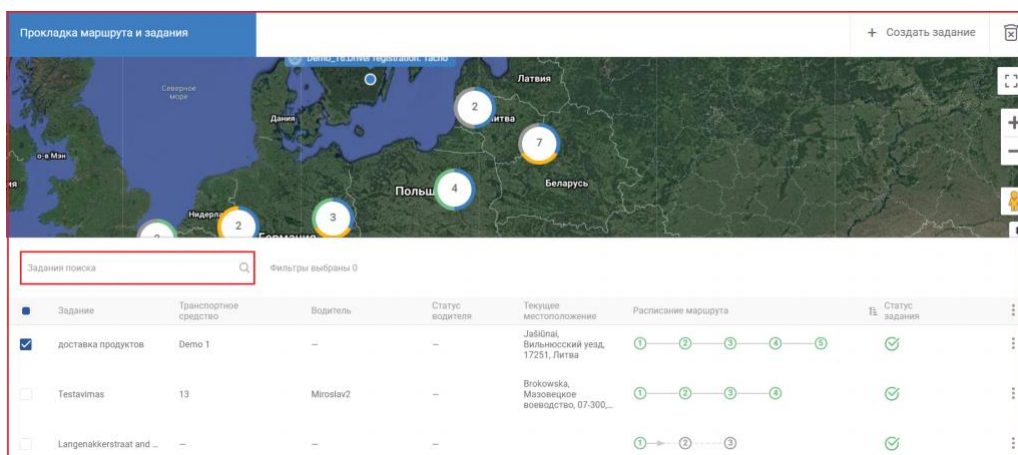 Прокладка маршрута и задания
+ Создать задание
Demo_16.Driver registration. Tacho
Северное
море
Латвия
Дания
2
итва
7
о-в Мэн
ия
Польш
4
Беларусь
Нидерла
2
3
Германия
Задания поиска
Фильтры выбраны 0
Задание
Транспортное
средство
Водитель
Статус
водителя
Текущее
местоположение
Расписание маршрута
Статус
задания
доставка продуктов
Demo 1
–
–
Jašiūnai,
Вильнюсский уезд,
17251, Литва
1 2 3 4 5
Testavimas
13
Miroslav2
–
Brokowska,
Мазовецкое
воеводство, 07-300,...
1 2 3 4
Langenakkerstraat and ...
–
–
–
1 2 3